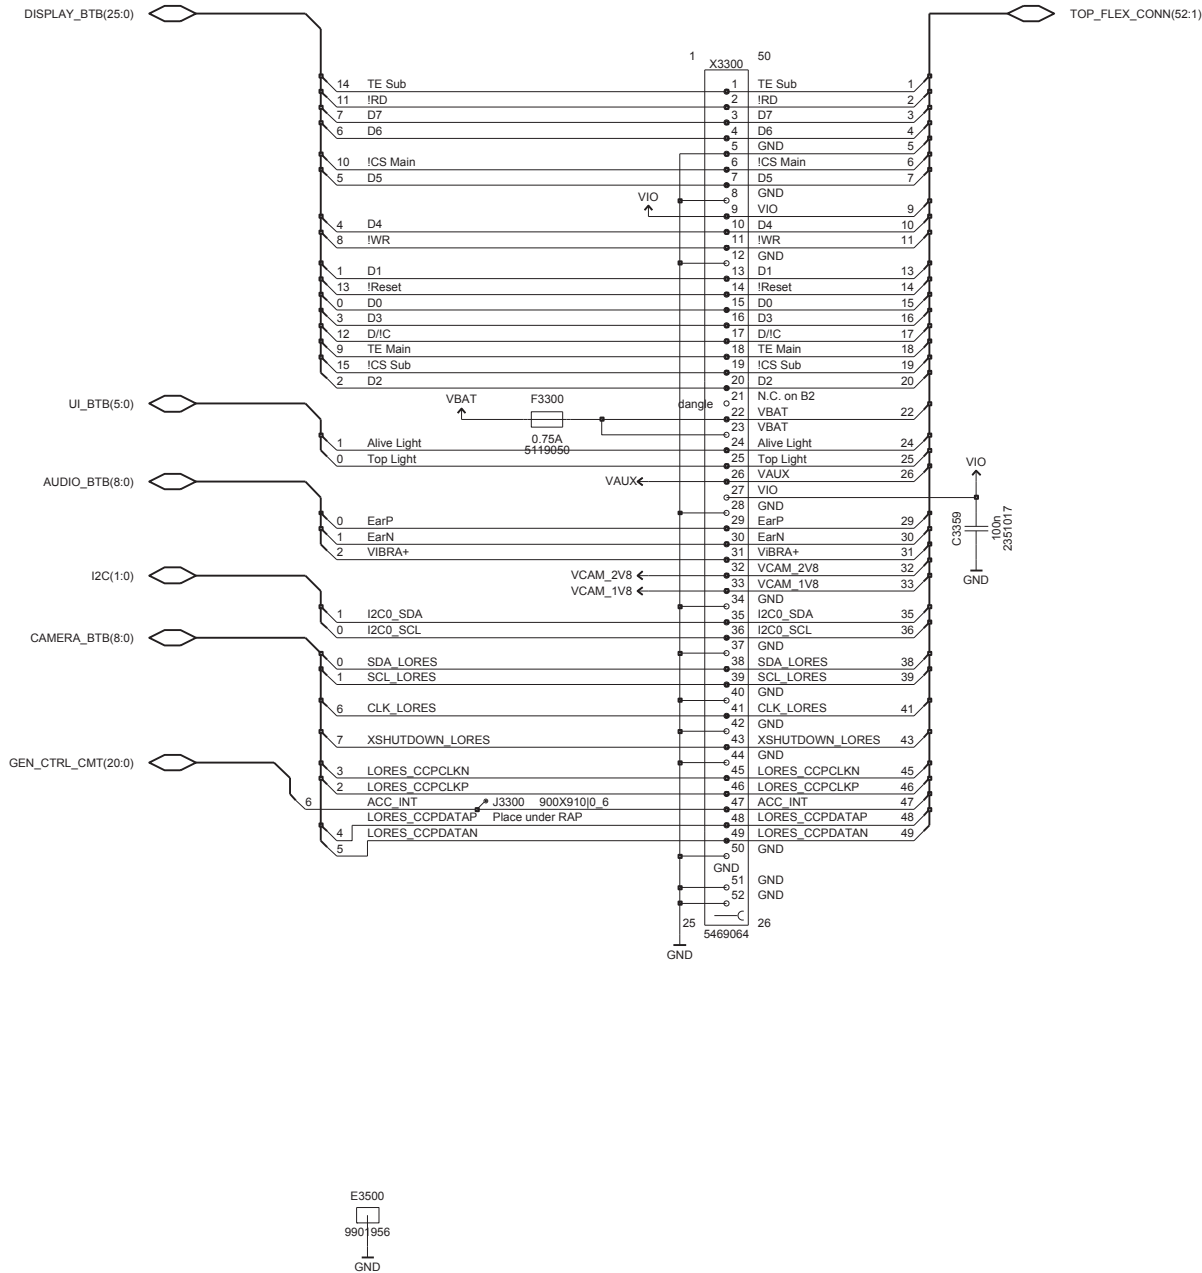 DISPLAY_BTB(25:0) TOP_FLEX_CONN(52:1)
1 X3300 50
14 TE Sub 1 TE Sub 1
11 !RD 2 !RD 2
7 D7 3 D7 3
6 D6 4 D6 4
5 GND 5
10 !CS Main 6 !CS Main 6
5 D5 7 D5 7
8 GND
VIO 9 VIO 9
4 D4 10 D4 10
8 !WR 11 !WR 11
12 GND
1 D1 13 D1 13
13 !Reset 14 !Reset 14
0 D0 15 D0 15
3 D3 16 D3 16
12 D/!C 17 D/!C 17
9 TE Main 18 TE Main 18
15 !CS Sub 19 !CS Sub 19
2 D2 20 D2 20
UI_BTB(5:0) VBAT F3300 dangle 21 N.C. on B2
22 VBAT 22
23 VBAT
0.75A
5119050
1 Alive Light 24 Alive Light 24
0 Top Light 25 Top Light 25
AUDIO_BTB(8:0) VAUX 26 VAUX 26
27 VIO VIO
28 GND
0 EarP 29 EarP 29
1 EarN 30 EarN 30
2 VIBRA+ 31 ViBRA+ 31
C3359
100n
2351017
GND
I2C(1:0) VCAM_2V8 32 VCAM_2V8 32
VCAM_1V8 33 VCAM_1V8 33
34 GND
1 I2C0_SDA 35 I2C0_SDA 35
0 I2C0_SCL 36 I2C0_SCL 36
CAMERA_BTB(8:0) 37 GND
0 SDA_LORES 38 SDA_LORES 38
1 SCL_LORES 39 SCL_LORES 39
40 GND
6 CLK_LORES 41 CLK_LORES 41
42 GND
7 XSHUTDOWN_LORES 43 XSHUTDOWN_LORES 43
GEN_CTRL_CMT(20:0) 44 GND
3 LORES_CCPCLKN 45 LORES_CCPCLKN 45
2 LORES_CCPCLKP 46 LORES_CCPCLKP 46
6 ACC_INT J3300 900X910|0_6 47 ACC_INT 47
LORES_CCPDATAP Place under RAP 48 LORES_CCPDATAP 48
4 LORES_CCPDATAN 49 LORES_CCPDATAN 49
5 50 GND
GND
51 GND
52 GND
25 26
5469064
GND
E3500
9901956
GND